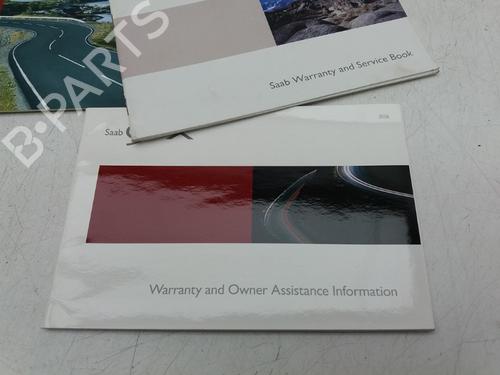 Saab Warranty and Service Book
Saab
Warranty and Owner Assistance Information
B-PARTS